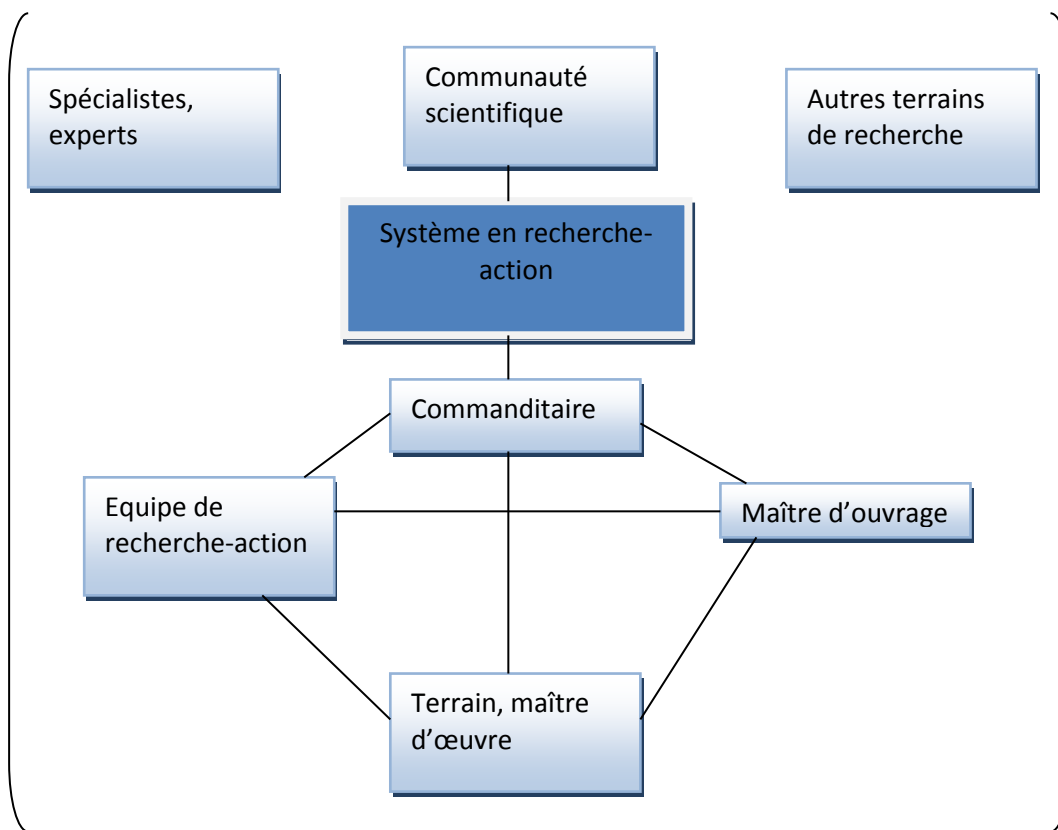 Spécialistes,
experts
Communauté
scientifique
Autres terrains
de recherche
Système en recherche-
action
Commanditaire
Equipe de
recherche-action
Maître d’ouvrage
Terrain, maître
d’œuvre